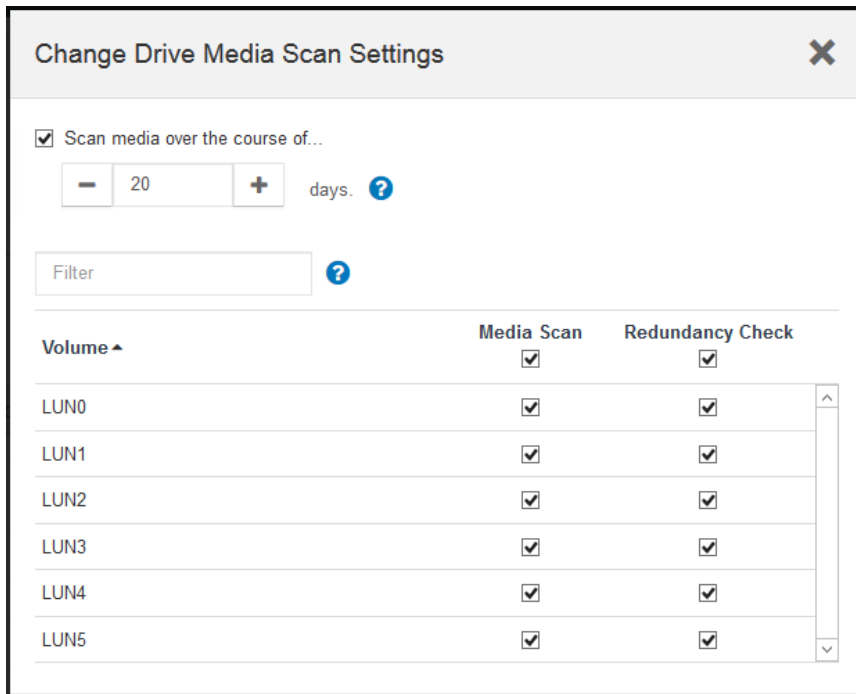 Change Drive Media Scan Settings
Scan media over the course of...
20 days.
Filter
Volume Media Scan Redundancy Check
LUN0
LUN1
LUN2
LUN3
LUN4
LUN5